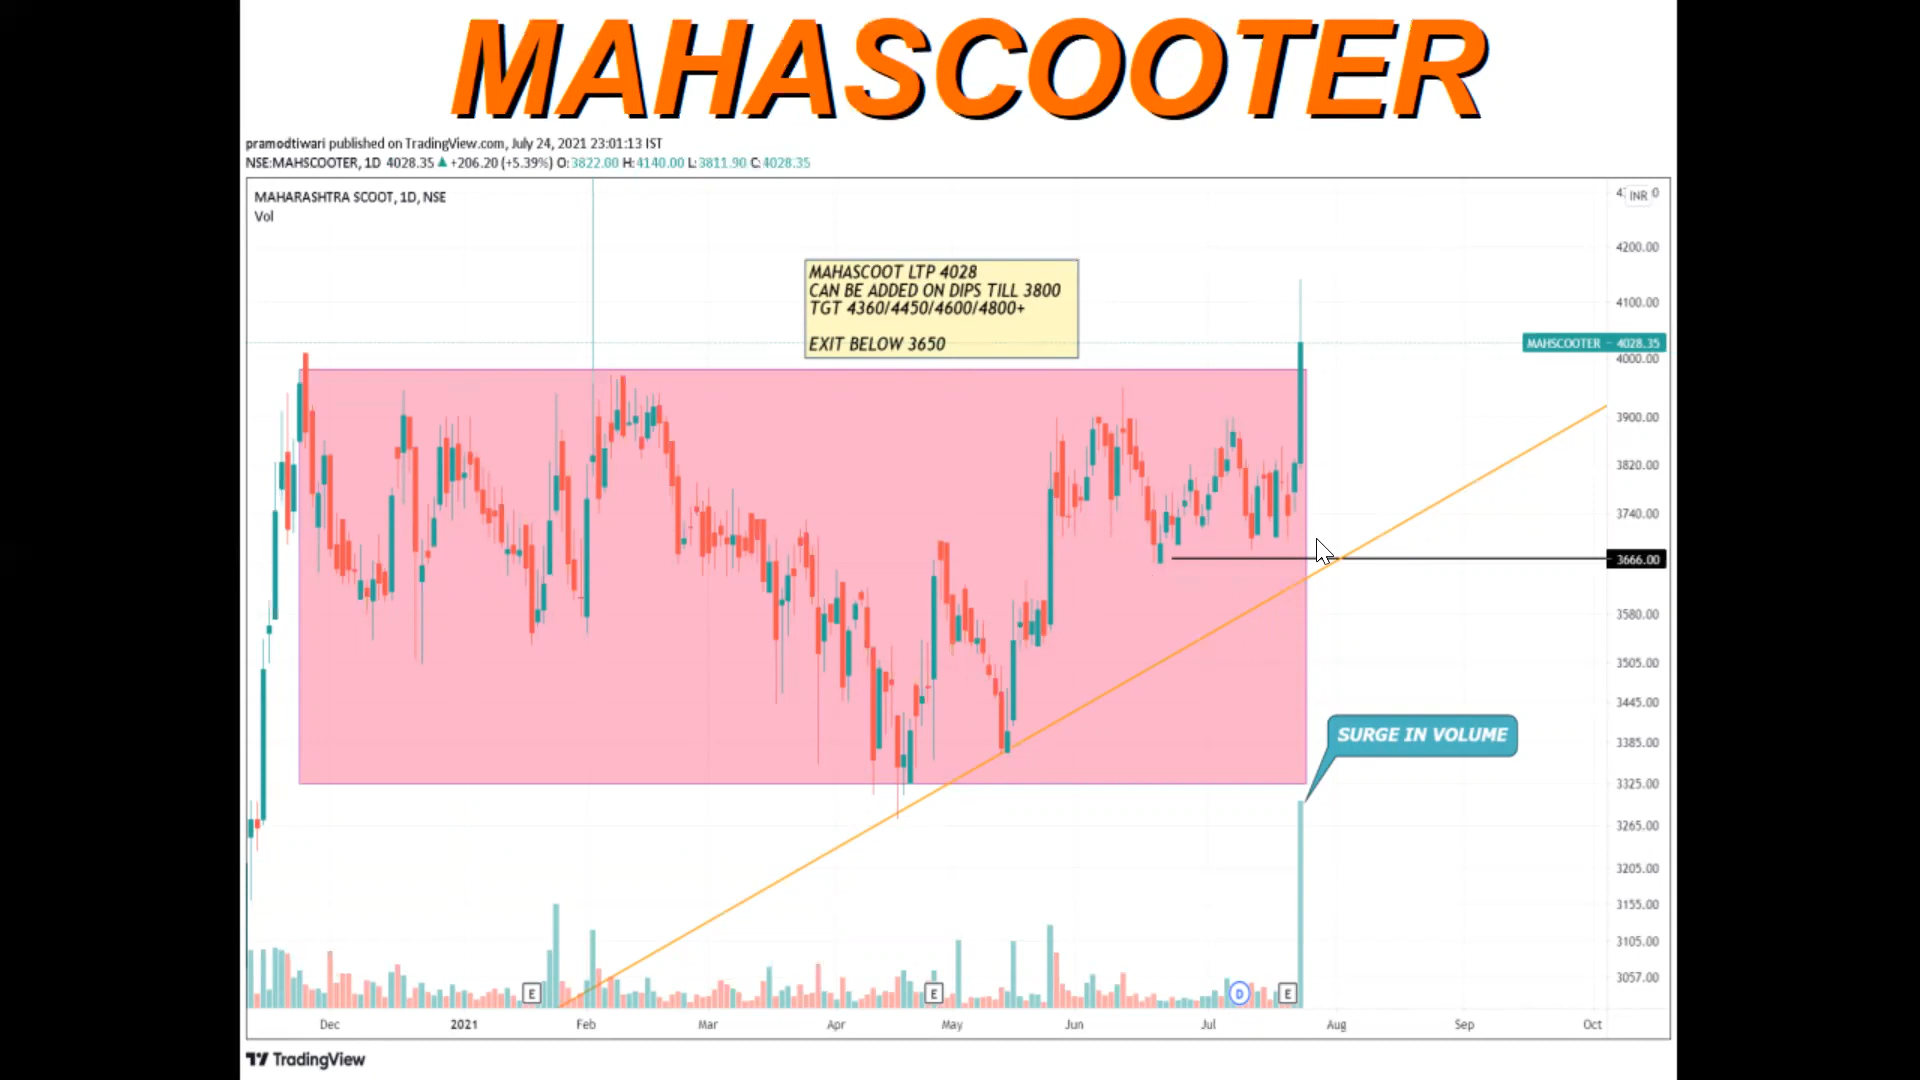 MAHASCOOTER
pramodtiwari published on TradingView.com, July 24, 2021 23:01:13 IST
NSE:MAHSCOOTER, 1D 4028.35 ▲ +206.20 (+5.39%) O:3822.00 H:4140.00 L:3811.90 C:4028.35
MAHARASHTRA SCOOT, 1D, NSE
Vol
INR
4200.00
MAHASCOOT LTP 4028
CAN BE ADDED ON DIPS TILL 3800
TGT 4360/4450/4600/4800+
EXIT BELOW 3650
4100.00
MAHSCOOTER 4028.35
4000.00
3900.00
3820.00
3740.00
3666.00
3580.00
3505.00
3445.00
SURGE IN VOLUME
3385.00
3325.00
3265.00
3205.00
3155.00
3105.00
3057.00
E E D E
Dec 2021 Feb Mar Apr May Jun Jul Aug Sep Oct
TradingView